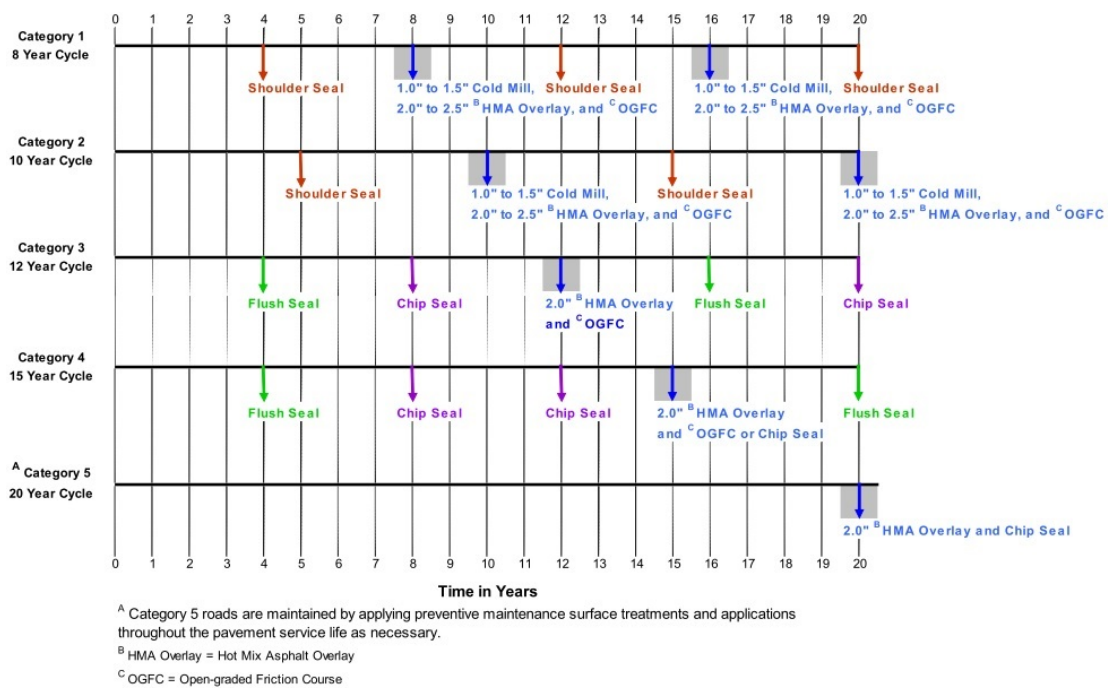 0 1 2 3 4 5 6 7 8 9 10 11 12 13 14 15 16 17 18 19 20
Category 1
8 Year Cycle
Shoulder Seal
1.0" to 1.5" Cold Mill,
2.0" to 2.5" B HMA Overlay, and C OGFC
Shoulder Seal
1.0" to 1.5" Cold Mill,
2.0" to 2.5" B HMA Overlay, and C OGFC
Shoulder Seal
Category 2
10 Year Cycle
Shoulder Seal
1.0" to 1.5" Cold Mill,
2.0" to 2.5" B HMA Overlay, and C OGFC
Shoulder Seal
1.0" to 1.5" Cold Mill,
2.0" to 2.5" B HMA Overlay, and C OGFC
Category 3
12 Year Cycle
Flush Seal
Chip Seal
2.0" B HMA Overlay
and C OGFC
Flush Seal
Chip Seal
Category 4
15 Year Cycle
Flush Seal
Chip Seal
Chip Seal
2.0" B HMA Overlay
and C OGFC or Chip Seal
Flush Seal
A Category 5
20 Year Cycle
2.0" B HMA Overlay and Chip Seal
0 1 2 3 4 5 6 7 8 9 10 11 12 13 14 15 16 17 18 19 20
Time in Years
A Category 5 roads are maintained by applying preventive maintenance surface treatments and applications
throughout the pavement service life as necessary.
B HMA Overlay = Hot Mix Asphalt Overlay
C OGFC = Open-graded Friction Course